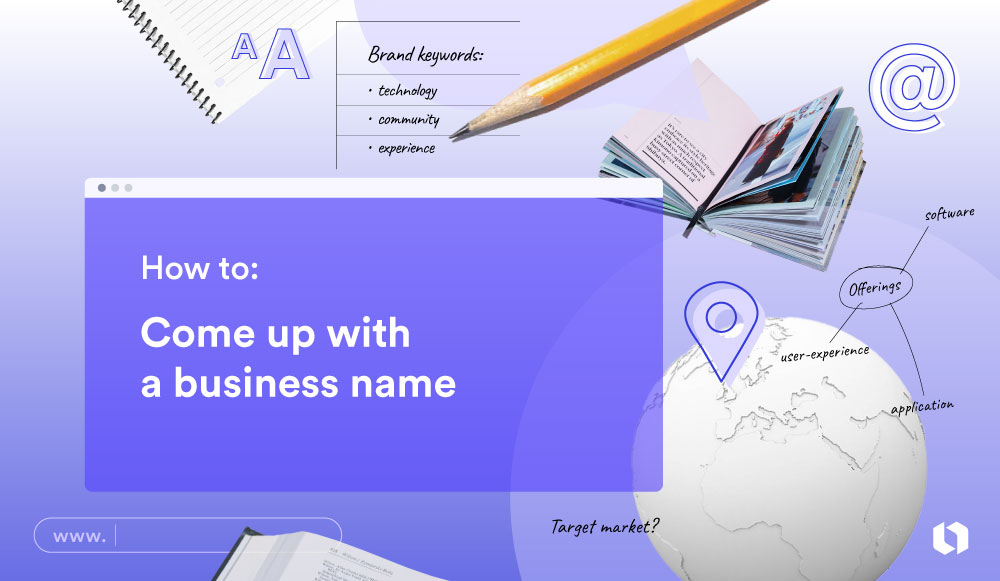 A A
Brand keywords:
• technology
• community
• experience
@
software
Offerings
user-experience
application
How to:
Come up with
a business name
Target market?
www.